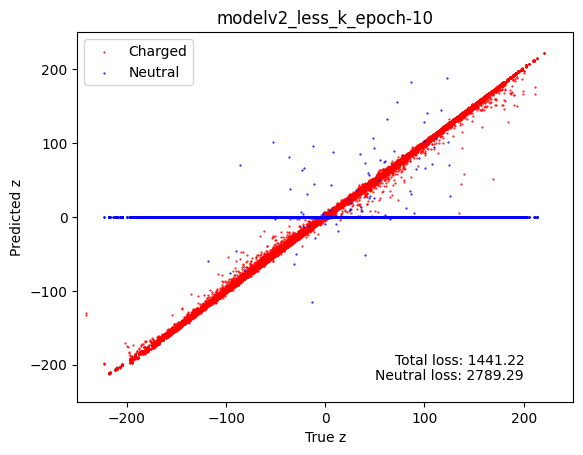 modelv2_less_k_epoch-10
Charged
Neutral
200
100
0
−100
−200
Predicted z
Total loss: 1441.22
Neutral loss: 2789.29
−200
−100
0
100
200
True z